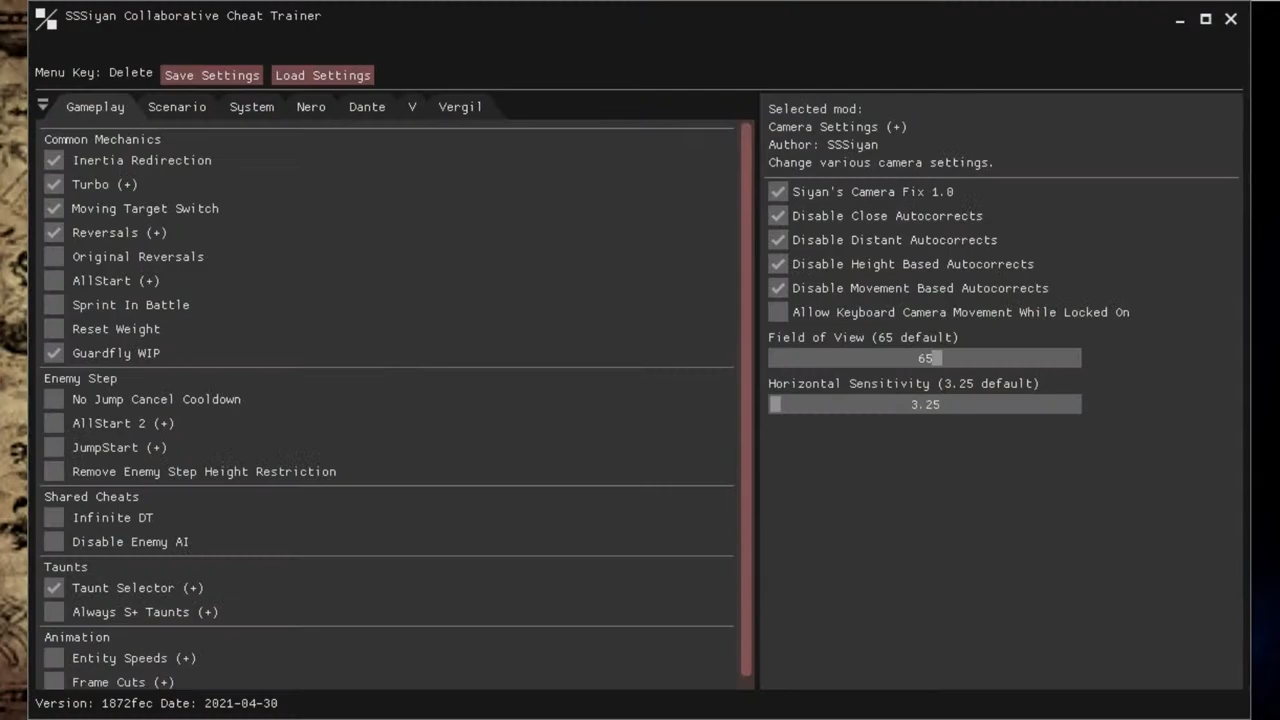 SSSiyan Collaborative Cheat Trainer
Menu Key: Delete Save Settings Load Settings
Gameplay Scenario System Nero Dante V Vergil
Common Mechanics
Inertia Redirection
Turbo (+)
Moving Target Switch
Reversals (+)
Original Reversals
AllStart (+)
Sprint In Battle
Reset Weight
Guardfly WIP
Enemy Step
No Jump Cancel Cooldown
AllStart 2 (+)
JumpStart (+)
Remove Enemy Step Height Restriction
Shared Cheats
Infinite DT
Disable Enemy AI
Taunts
Taunt Selector (+)
Always S+ Taunts (+)
Animation
Entity Speeds (+)
Frame Cuts (+)
Selected mod:
Camera Settings (+)
Author: SSSiyan
Change various camera settings.
Siyan's Camera Fix 1.0
Disable Close Autocorrects
Disable Distant Autocorrects
Disable Height Based Autocorrects
Disable Movement Based Autocorrects
Allow Keyboard Camera Movement While Locked On
Field of View (65 default)
65
Horizontal Sensitivity (3.25 default)
3.25
Version: 1872fec Date: 2021-04-30